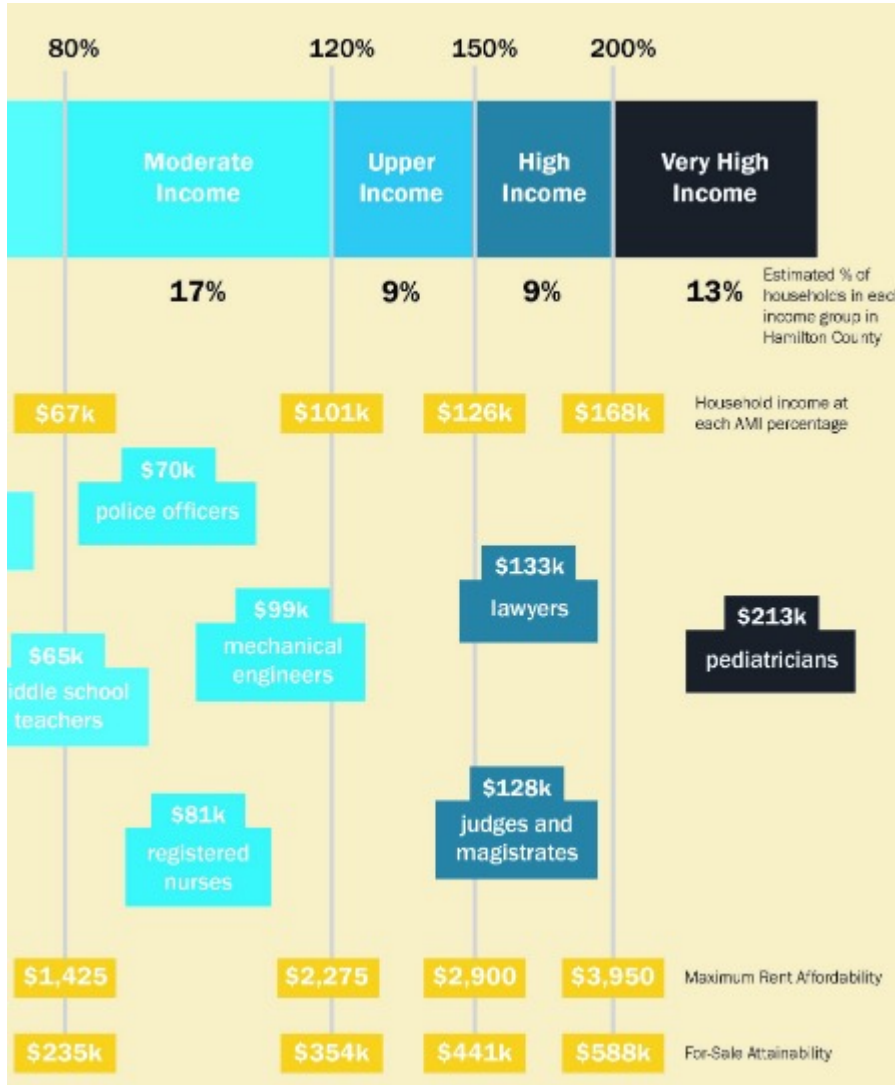 80%
120%
150%
200%
Moderate
Income
Upper
Income
High
Income
Very High
Income
17%
9%
9%
13%
Estimated % of
households in eac
income group in
Hamilton County
$67k
$101k
$126k
$168k
Household income at
each AMI percentage
$70k
police officers
$133k
lawyers
$99k
mechanical
engineers
$213k
pediatricians
$65k
iddle school
teachers
$128k
judges and
magistrates
$81k
registered
nurses
$1,425
$2,275
$2,900
$3,950
Maximum Rent Affordability
$235k
$354k
$441k
$588k
For-Sale Attainability